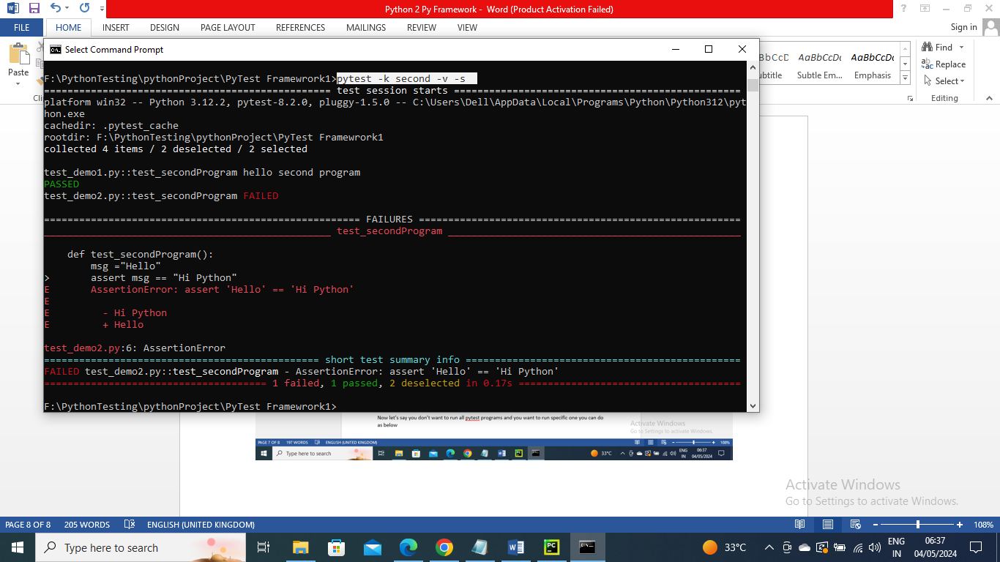 Python 2 Py Framework - Word (Product Activation Failed)
FILE HOME INSERT DESIGN PAGE LAYOUT REFERENCES MAILINGS REVIEW VIEW Sign in
Select Command Prompt
Paste
BbCcD AaBbCcDc AaBbCcDc
Subtle Em... Emphasis
Find
Replace
Select
Editing
F:\PythonTesting\pythonProject\PyTest Framewrork1>pytest -k second -v -s
============ test session starts ============
platform win32 -- Python 3.12.2, pytest-8.2.0, pluggy-1.5.0 -- C:\Users\Dell\AppData\Local\Programs\Python\Python312\pyt
hon.exe
cachedir: .pytest_cache
rootdir: F:\PythonTesting\pythonProject\PyTest Framewrork1
collected 4 items / 2 deselected / 2 selected
test_demo1.py::test_secondProgram hello second program
PASSED
test_demo2.py::test_secondProgram FAILED
============ FAILURES ============
____________ test_secondProgram ____________
def test_secondProgram():
msg ="Hello"
> assert msg == "Hi Python"
E AssertionError: assert 'Hello' == 'Hi Python'
E
E - Hi Python
E + Hello
test_demo2.py:6: AssertionError
============ short test summary info ============
FAILED test_demo2.py::test_secondProgram - AssertionError: assert 'Hello' == 'Hi Python'
============ 1 failed, 1 passed, 2 deselected in 0.17s ============
F:\PythonTesting\pythonProject\PyTest Framewrork1>
Now let's say you don't want to run all pytest programs and you want to run specific one you can do
as below
Activate Windows
Go to Settings to activate Windows.
PAGE 7 OF 8 197 WORDS ENGLISH (UNITED KINGDOM) 108%
Type here to search 33°C ENG IN 06:37 04/05/2024
Activate Windows
Go to Settings to activate Windows.
PAGE 8 OF 8 205 WORDS ENGLISH (UNITED KINGDOM) 108%
Type here to search 33°C ENG IN 06:37 04/05/2024